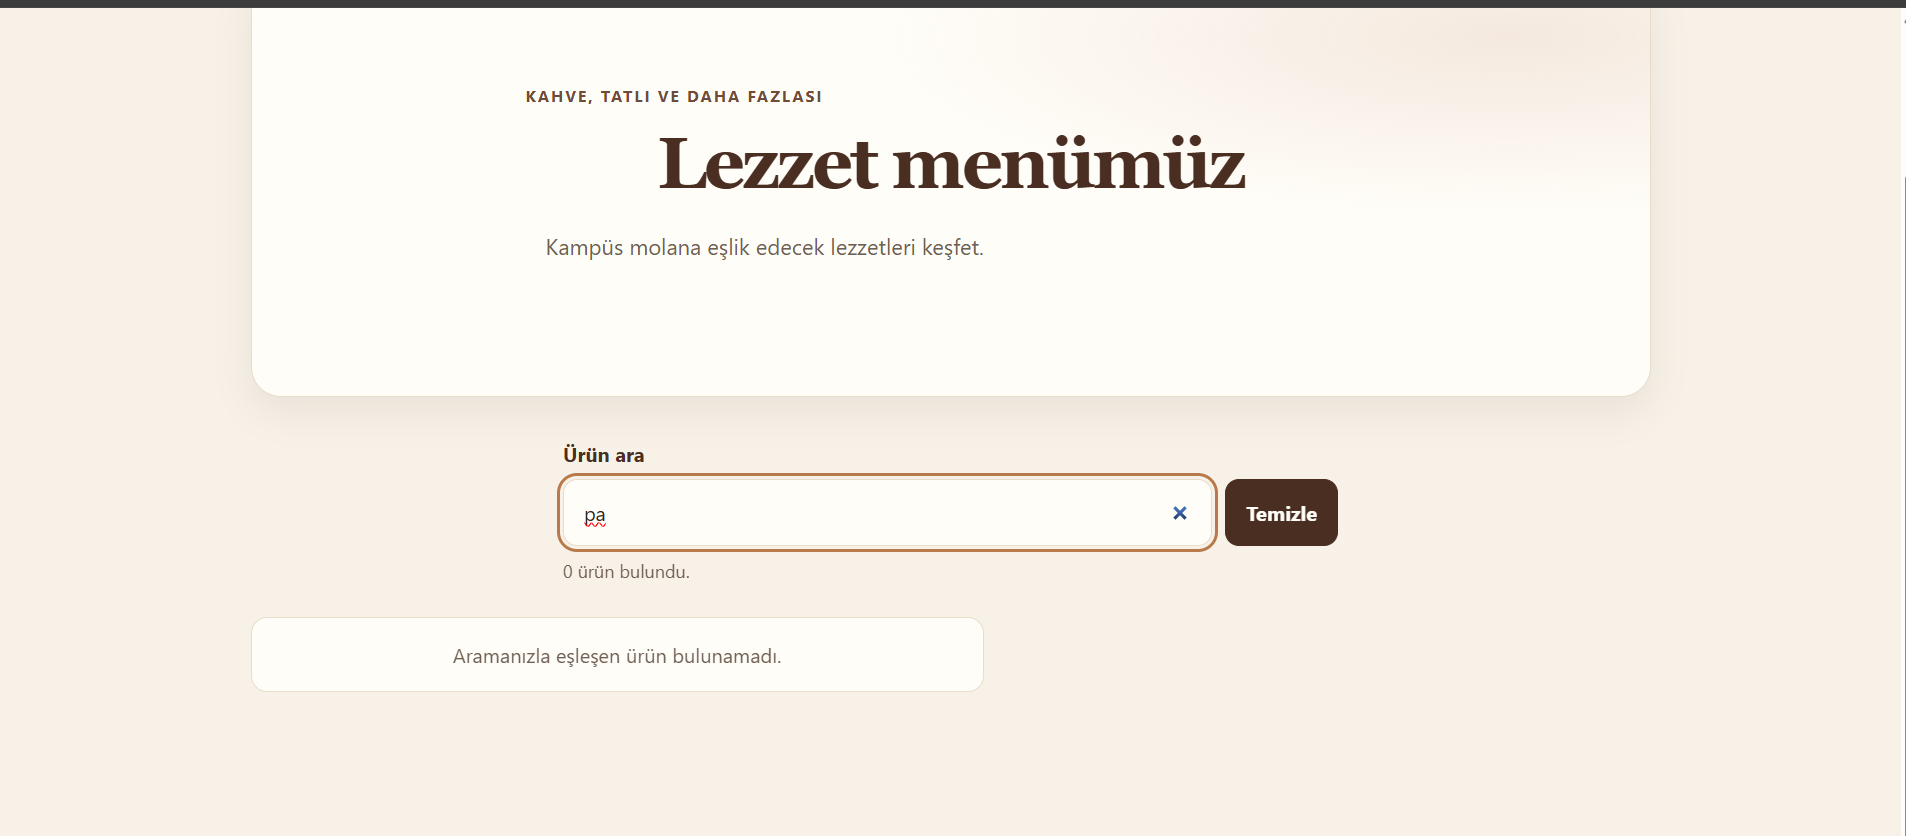 KAHVE, TATLI VE DAHA FAZLASI
Lezzet menümüz
Kampüs molana eşlik edecek lezzetleri keşfet.
Ürün ara
pa
Temizle
0 ürün bulundu.
Aramanızla eşleşen ürün bulunamadı.